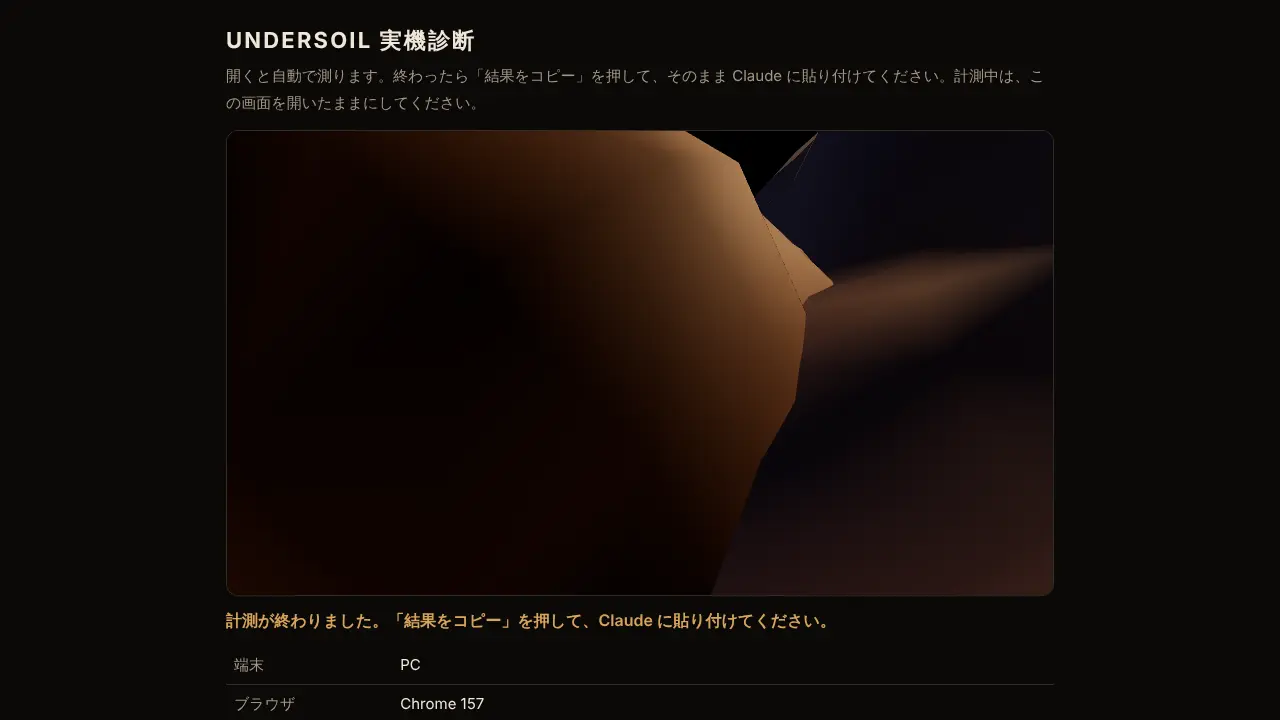 UNDERSOIL 実機診断
開くと自動で測ります。終わったら「結果をコピー」を押して、そのまま Claude に貼り付けてください。計測中は、こ
の画面を開いたままにしてください。
計測が終わりました。「結果をコピー」を押して、Claude に貼り付けてください。
端末 PC
ブラウザ Chrome 157